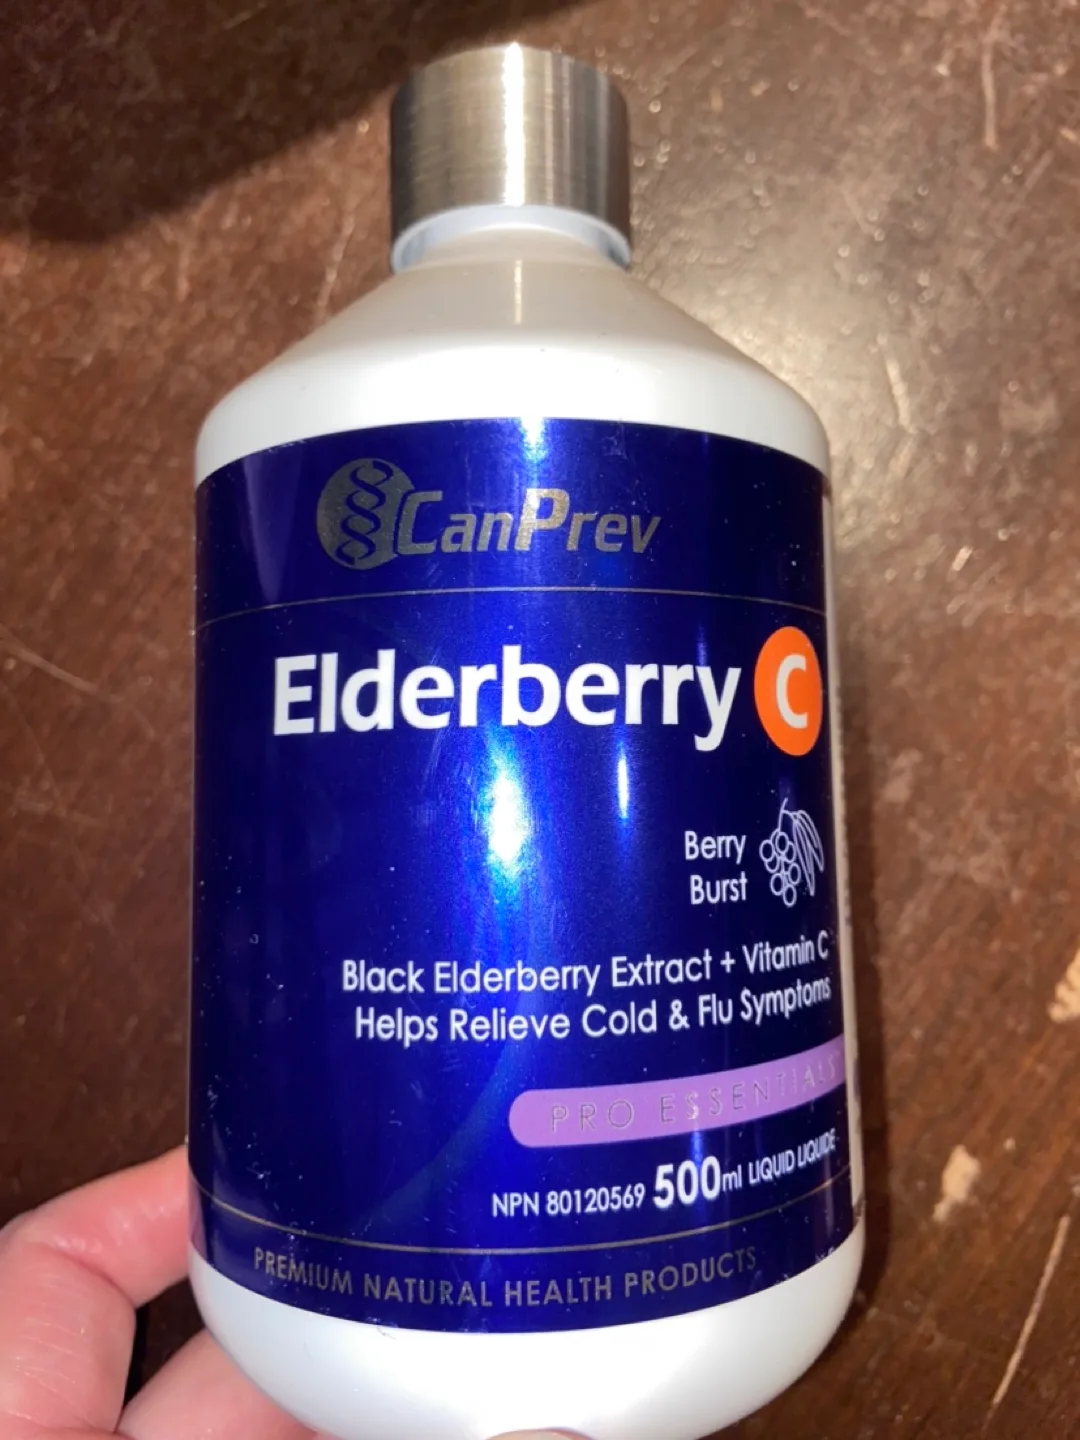 CanPrev
Elderberry C
Berry
Burst
Black Elderberry Extract + Vitamin C
Helps Relieve Cold & Flu Symptoms
PRO ESSENTIALS
NPN 80120569 500ml LIQUID LIQUIDE
PREMIUM NATURAL HEALTH PRODUCTS